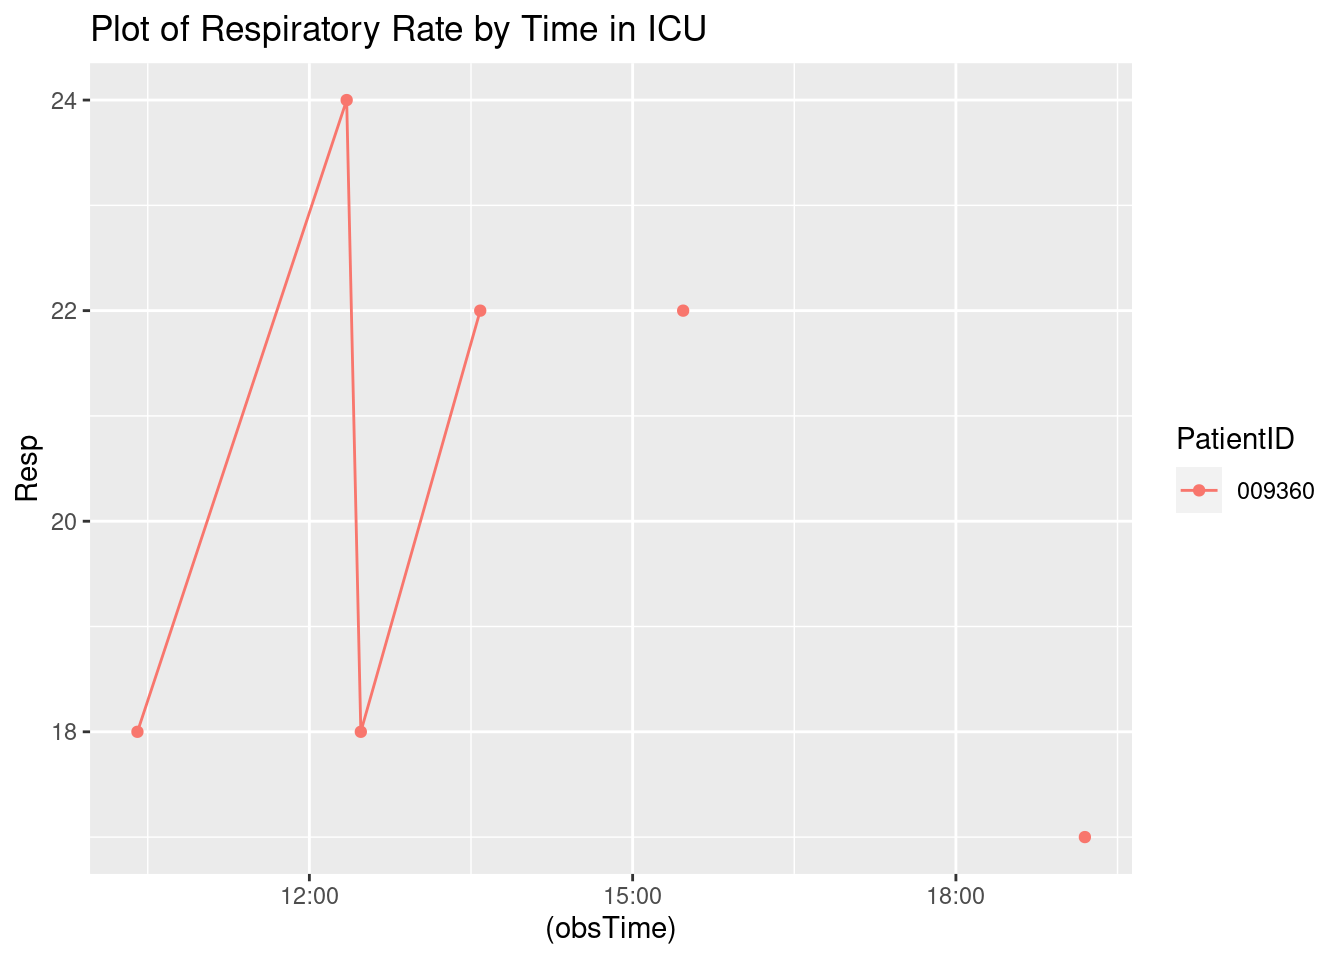 Plot of Respiratory Rate by Time in ICU
24
22
20
18
Resp
12:00
15:00
18:00
(obsTime)
PatientID
009360